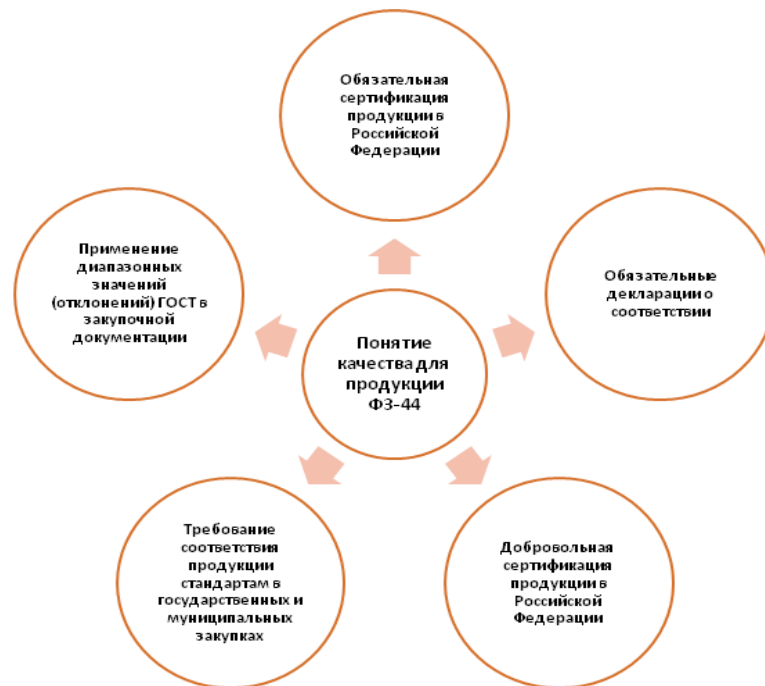 Обязательная
сертификация
продукции в
Российской
Федерации
Применение
диапазонных
значений
(отклонений) ГОСТ в
закупочной
документации
Обязательные
декларации о
соответствии
Понятие
качества для
продукции
ФЗ-44
Требование
соответствия
продукции
стандартам в
государственных и
муниципальных
закупках
Добровольная
сертификация
продукции в
Российской
Федерации